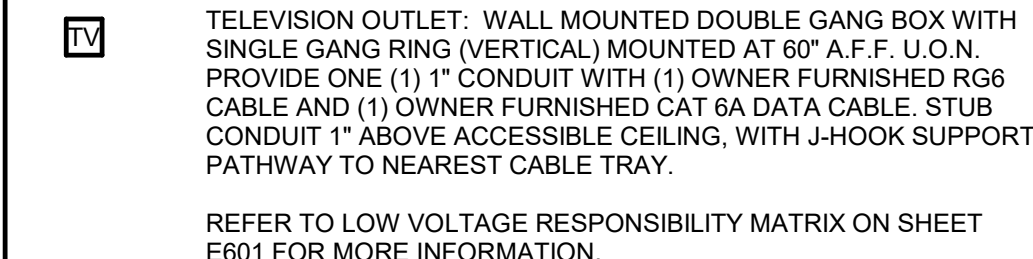 TV
TELEVISION OUTLET: WALL MOUNTED DOUBLE GANG BOX WITH
SINGLE GANG RING (VERTICAL) MOUNTED AT 60" A.F.F. U.O.N.
PROVIDE ONE (1) 1" CONDUIT WITH (1) OWNER FURNISHED RG6
CABLE AND (1) OWNER FURNISHED CAT 6A DATA CABLE. STUB
CONDUIT 1" ABOVE ACCESSIBLE CEILING, WITH J-HOOK SUPPORT
PATHWAY TO NEAREST CABLE TRAY.
REFER TO LOW VOLTAGE RESPONSIBILITY MATRIX ON SHEET
E601 FOR MORE INFORMATION.